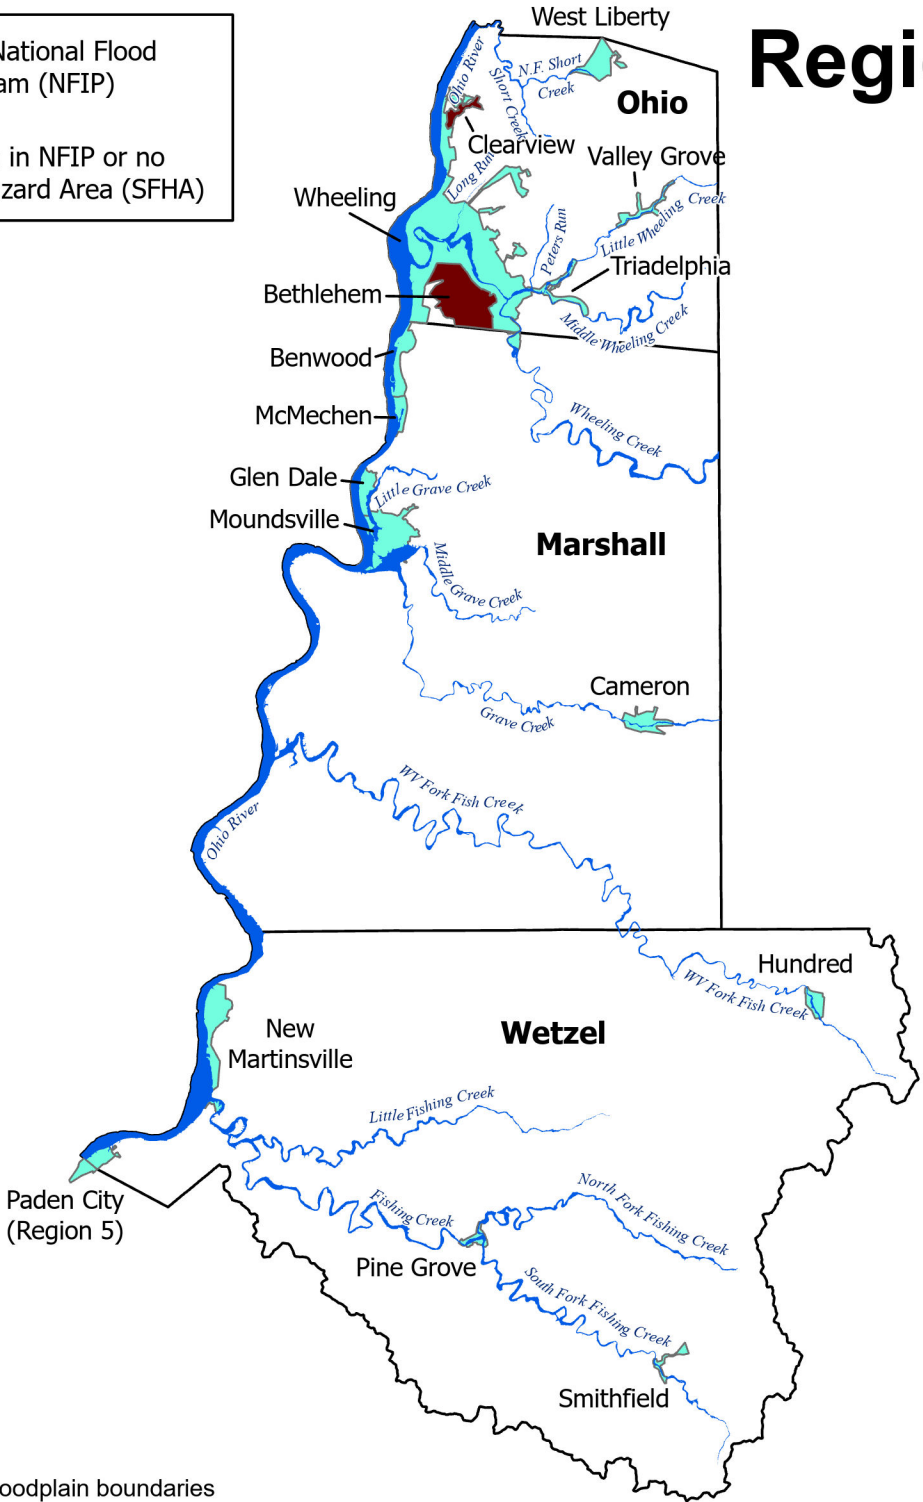 West Liberty
Regi
National Flood
am (NFIP)
in NFIP or no
zard Area (SFHA)
Ohio River
Short Creek
N.F. Short
Creek
Ohio
Clearview
Long Run
Valley Grove
Wheeling
Little Wheeling Creek
Peters Run
Triadelphia
Bethlehem
Middle Wheeling Creek
Benwood
McMechen
Wheeling Creek
Glen Dale
Little Grave Creek
Moundsville
Marshall
Middle Grave Creek
Cameron
Grave Creek
WV Fork Fish Creek
Ohio River
Hundred
WV Fork Fish Creek
New
Martinsville
Wetzel
Little Fishing Creek
Paden City
(Region 5)
Fishing Creek
North Fork Fishing Creek
Pine Grove
South Fork Fishing Creek
Smithfield
oodplain boundaries